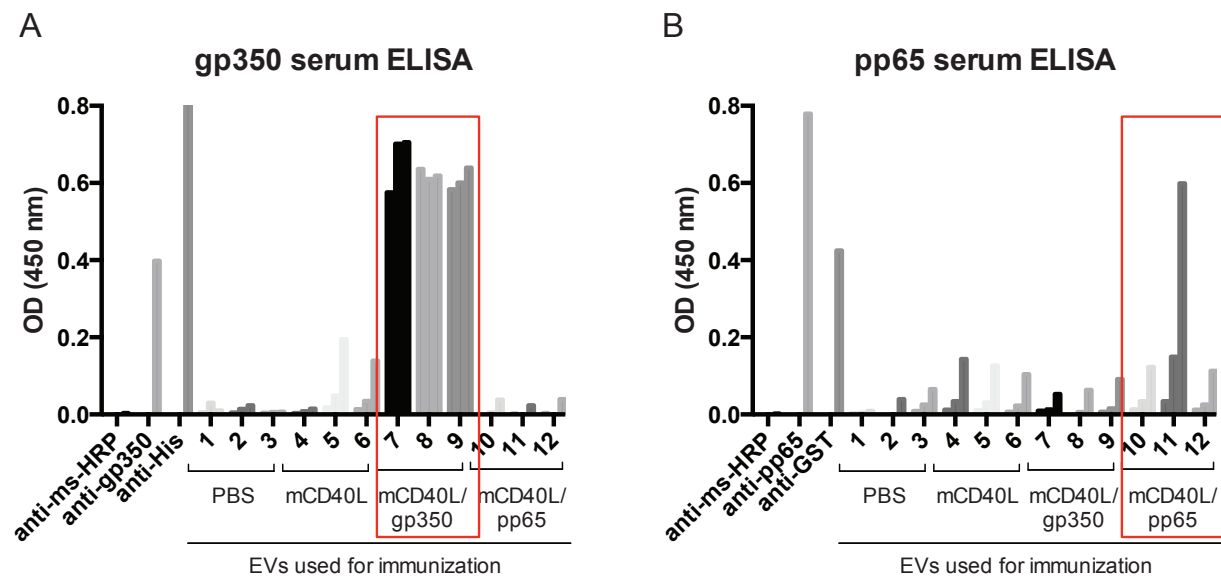 A
gp350 serum ELISA
OD (450 nm)
0.8
0.6
0.4
0.2
0.0
anti-ms-HRP
anti-gp350
anti-His
1 2 3 4 5 6 7 8 9 10 11 12
PBS mCD40L mCD40L/ mCD40L/
gp350 pp65
EVs used for immunization
B
pp65 serum ELISA
OD (450 nm)
0.8
0.6
0.4
0.2
0.0
anti-ms-HRP
anti-pp65
anti-GST
1 2 3 4 5 6 7 8 9 10 11 12
PBS mCD40L mCD40L/ mCD40L/
gp350 pp65
EVs used for immunization